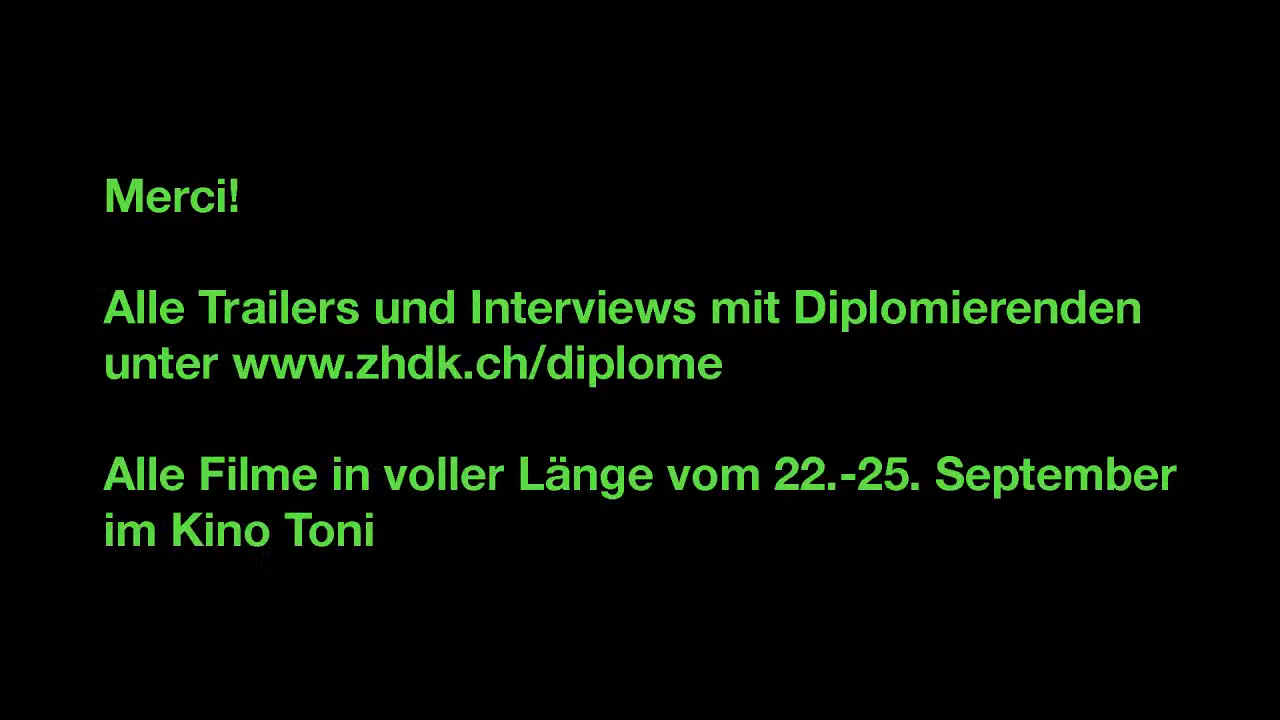 Merci!
Alle Trailers und Interviews mit Diplomierenden
unter www.zhdk.ch/diplome
Alle Filme in voller Länge vom 22.-25. September
im Kino Toni